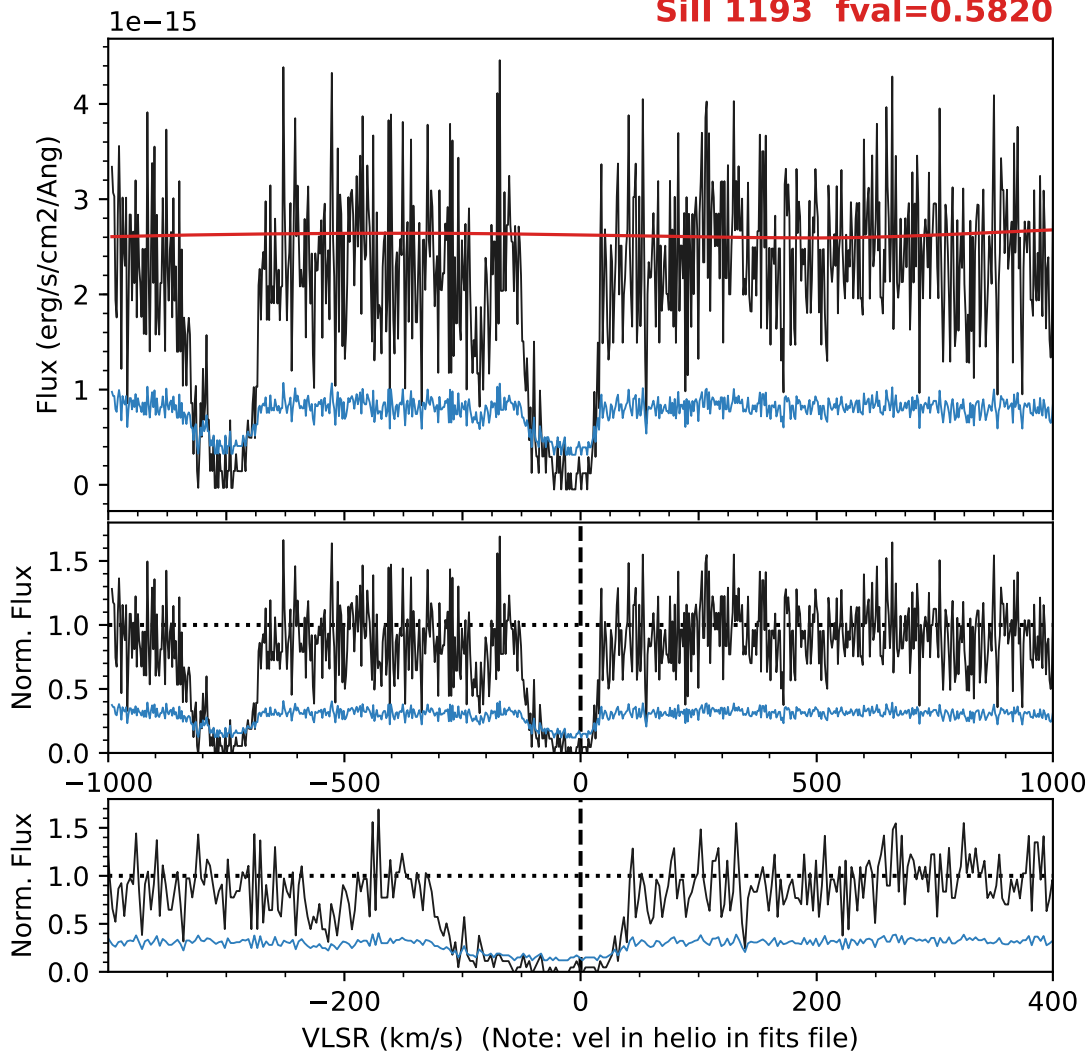 1e−15
SiII 1193 fval=0.5820
4
3
2
1
0
Flux (erg/s/cm2/Ang)
1.5
1.0
0.5
0.0
Norm. Flux
−1000 −500 0 500 1000
1.5
1.0
0.5
0.0
Norm. Flux
−200 0 200 400
VLSR (km/s) (Note: vel in helio in fits file)